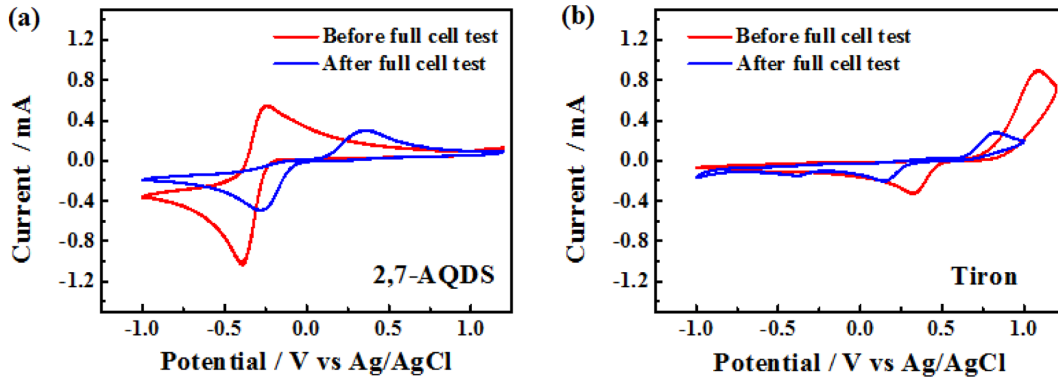 (a)
Before full cell test
After full cell test
1.2
0.8
0.4
0.0
-0.4
-0.8
-1.2
Current / mA
2,7-AQDS
-1.0 -0.5 0.0 0.5 1.0
Potential / V vs Ag/AgCl
(b)
Before full cell test
After full cell test
1.2
0.8
0.4
0.0
-0.4
-0.8
-1.2
Current / mA
Tiron
-1.0 -0.5 0.0 0.5 1.0
Potential / V vs Ag/AgCl